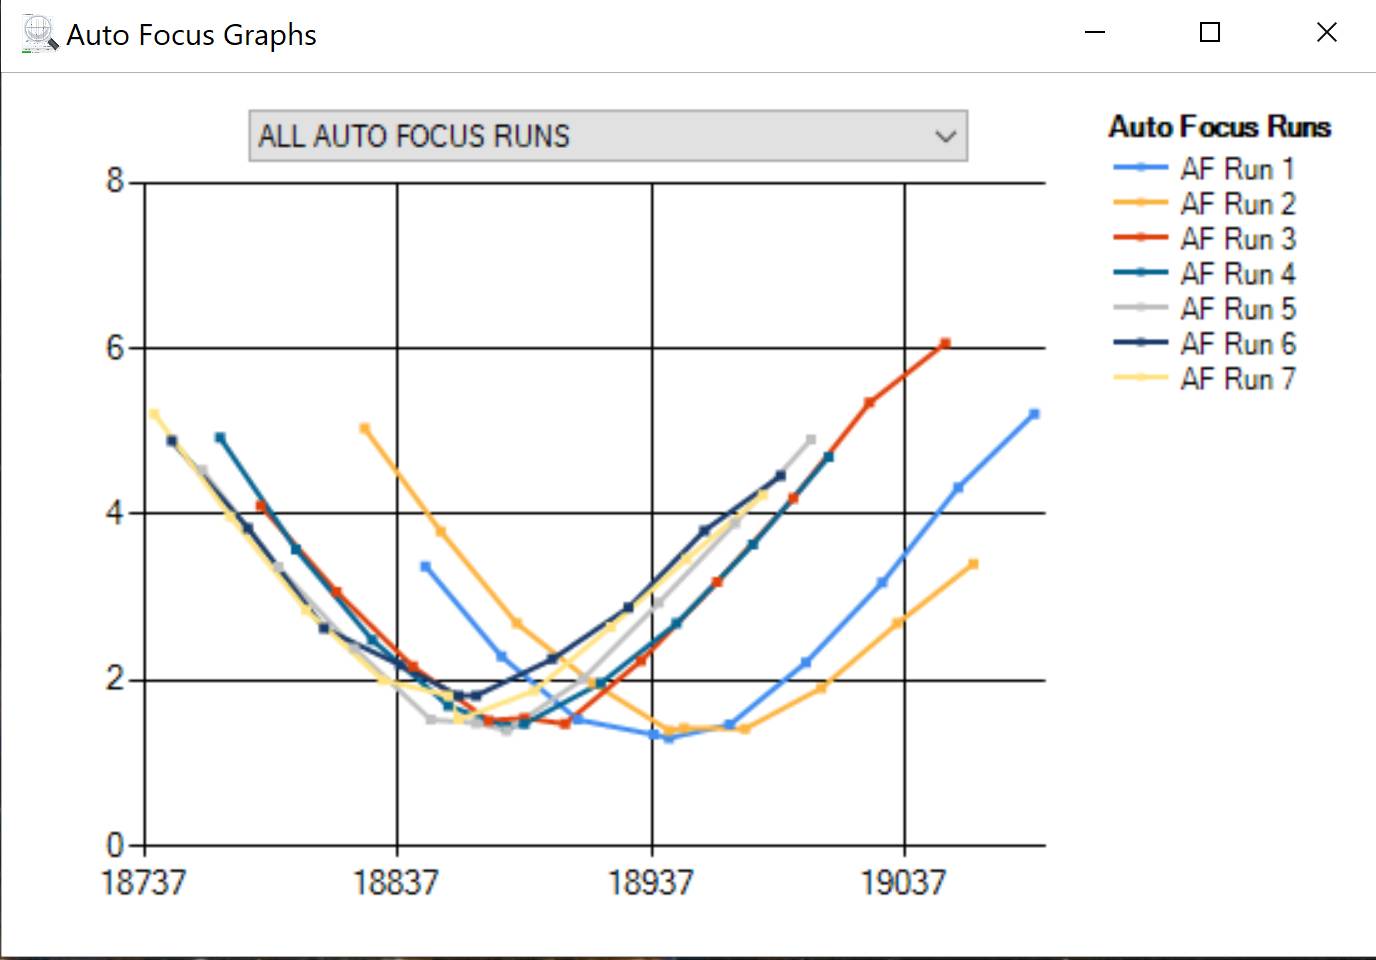 Auto Focus Graphs
ALL AUTO FOCUS RUNS
Auto Focus Runs
AF Run 1
AF Run 2
AF Run 3
AF Run 4
AF Run 5
AF Run 6
AF Run 7
8
6
4
2
0
18737 18837 18937 19037